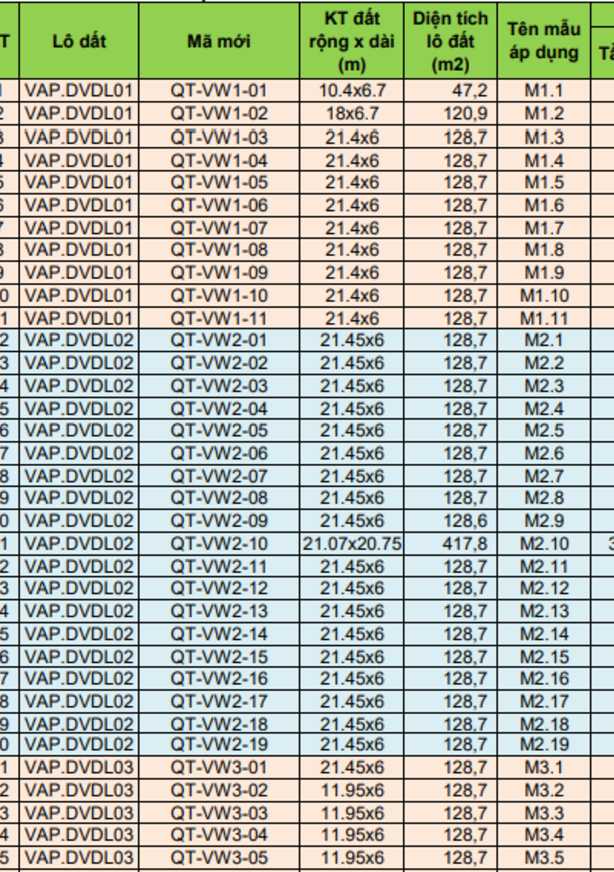 T Lô dất Mã mới KT đất rộng x dài (m) Diện tích lô đất (m2) Tên mẫu áp dụng
1 VAP.DVDL01 QT-VW1-01 10.4x6.7 47,2 M1.1
2 VAP.DVDL01 QT-VW1-02 18x6.7 120,9 M1.2
3 VAP.DVDL01 QT-VW1-03 21.4x6 128,7 M1.3
4 VAP.DVDL01 QT-VW1-04 21.4x6 128,7 M1.4
5 VAP.DVDL01 QT-VW1-05 21.4x6 128,7 M1.5
6 VAP.DVDL01 QT-VW1-06 21.4x6 128,7 M1.6
7 VAP.DVDL01 QT-VW1-07 21.4x6 128,7 M1.7
8 VAP.DVDL01 QT-VW1-08 21.4x6 128,7 M1.8
9 VAP.DVDL01 QT-VW1-09 21.4x6 128,7 M1.9
0 VAP.DVDL01 QT-VW1-10 21.4x6 128,7 M1.10
1 VAP.DVDL01 QT-VW1-11 21.4x6 128,7 M1.11
2 VAP.DVDL02 QT-VW2-01 21.45x6 128,7 M2.1
3 VAP.DVDL02 QT-VW2-02 21.45x6 128,7 M2.2
4 VAP.DVDL02 QT-VW2-03 21.45x6 128,7 M2.3
5 VAP.DVDL02 QT-VW2-04 21.45x6 128,7 M2.4
6 VAP.DVDL02 QT-VW2-05 21.45x6 128,7 M2.5
7 VAP.DVDL02 QT-VW2-06 21.45x6 128,7 M2.6
8 VAP.DVDL02 QT-VW2-07 21.45x6 128,7 M2.7
9 VAP.DVDL02 QT-VW2-08 21.45x6 128,7 M2.8
0 VAP.DVDL02 QT-VW2-09 21.45x6 128,6 M2.9
1 VAP.DVDL02 QT-VW2-10 21.07x20.75 417,8 M2.10 3
2 VAP.DVDL02 QT-VW2-11 21.45x6 128,7 M2.11
3 VAP.DVDL02 QT-VW2-12 21.45x6 128,7 M2.12
4 VAP.DVDL02 QT-VW2-13 21.45x6 128,7 M2.13
5 VAP.DVDL02 QT-VW2-14 21.45x6 128,7 M2.14
6 VAP.DVDL02 QT-VW2-15 21.45x6 128,7 M2.15
7 VAP.DVDL02 QT-VW2-16 21.45x6 128,7 M2.16
8 VAP.DVDL02 QT-VW2-17 21.45x6 128,7 M2.17
9 VAP.DVDL02 QT-VW2-18 21.45x6 128,7 M2.18
0 VAP.DVDL02 QT-VW2-19 21.45x6 128,7 M2.19
1 VAP.DVDL03 QT-VW3-01 21.45x6 128,7 M3.1
2 VAP.DVDL03 QT-VW3-02 11.95x6 128,7 M3.2
3 VAP.DVDL03 QT-VW3-03 11.95x6 128,7 M3.3
4 VAP.DVDL03 QT-VW3-04 11.95x6 128,7 M3.4
5 VAP.DVDL03 QT-VW3-05 11.95x6 128,7 M3.5